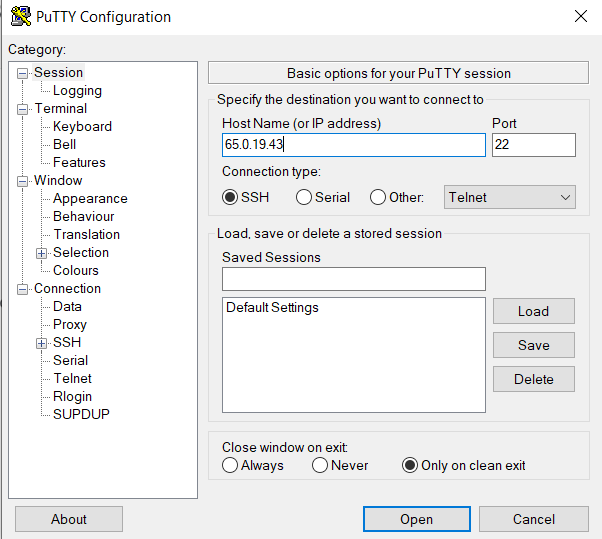 PuTTY Configuration
Category:
Session
Logging
Terminal
Keyboard
Bell
Features
Window
Appearance
Behaviour
Translation
Selection
Colours
Connection
Data
Proxy
SSH
Serial
Telnet
Rlogin
SUPDUP
Basic options for your PuTTY session
Specify the destination you want to connect to
Host Name (or IP address) Port
65.0.19.43 22
Connection type:
SSH Serial Other: Telnet
Load, save or delete a stored session
Saved Sessions
Default Settings
Load
Save
Delete
Close window on exit:
Always Never Only on clean exit
About Open Cancel